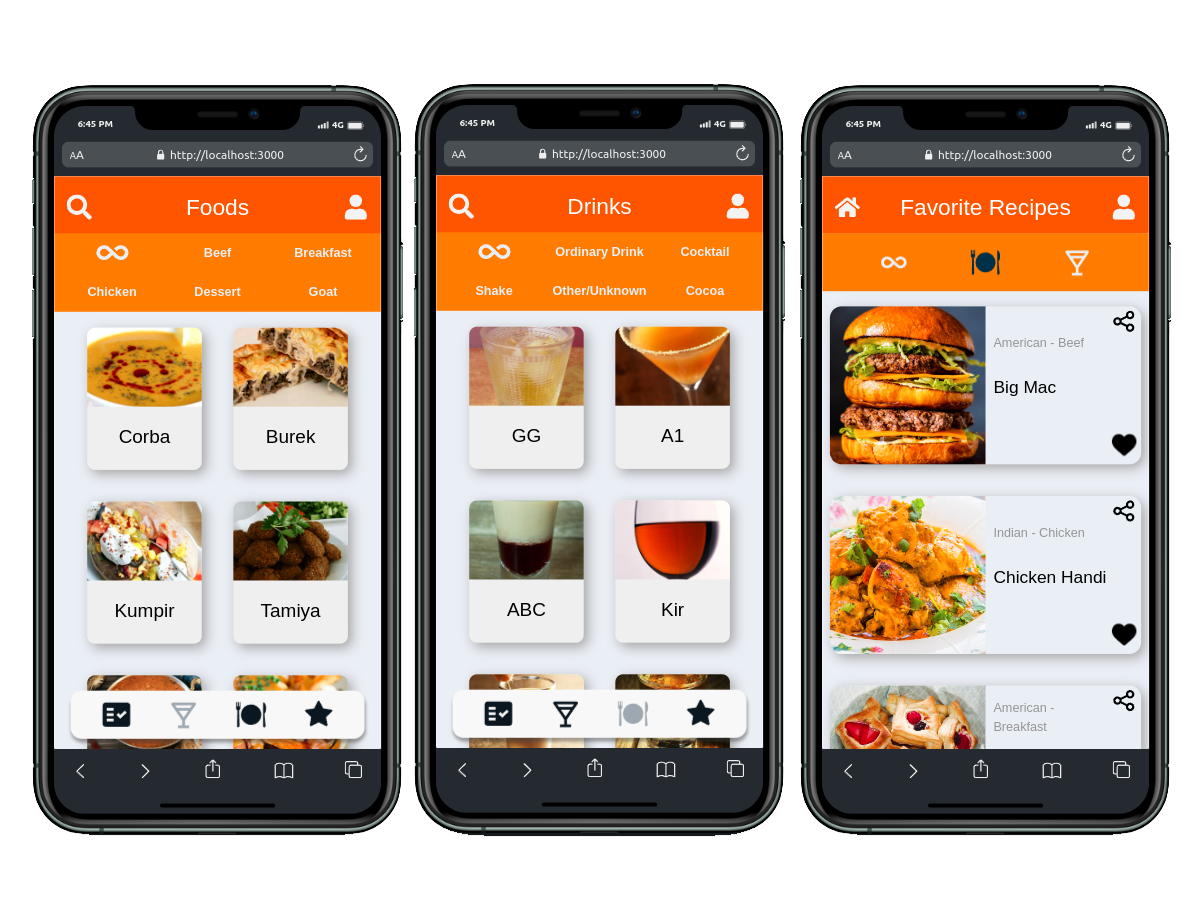 6:45 PM
4G
AA
http://localhost:3000
Foods
Beef
Breakfast
Chicken
Dessert
Goat
Corba
Burek
Kumpir
Tamiya
6:45 PM
4G
AA
http://localhost:3000
Drinks
Ordinary Drink
Cocktail
Shake
Other/Unknown
Cocoa
GG
A1
ABC
Kir
6:45 PM
4G
AA
http://localhost:3000
Favorite Recipes
American - Beef
Big Mac
Indian - Chicken
Chicken Handi
American -
Breakfast